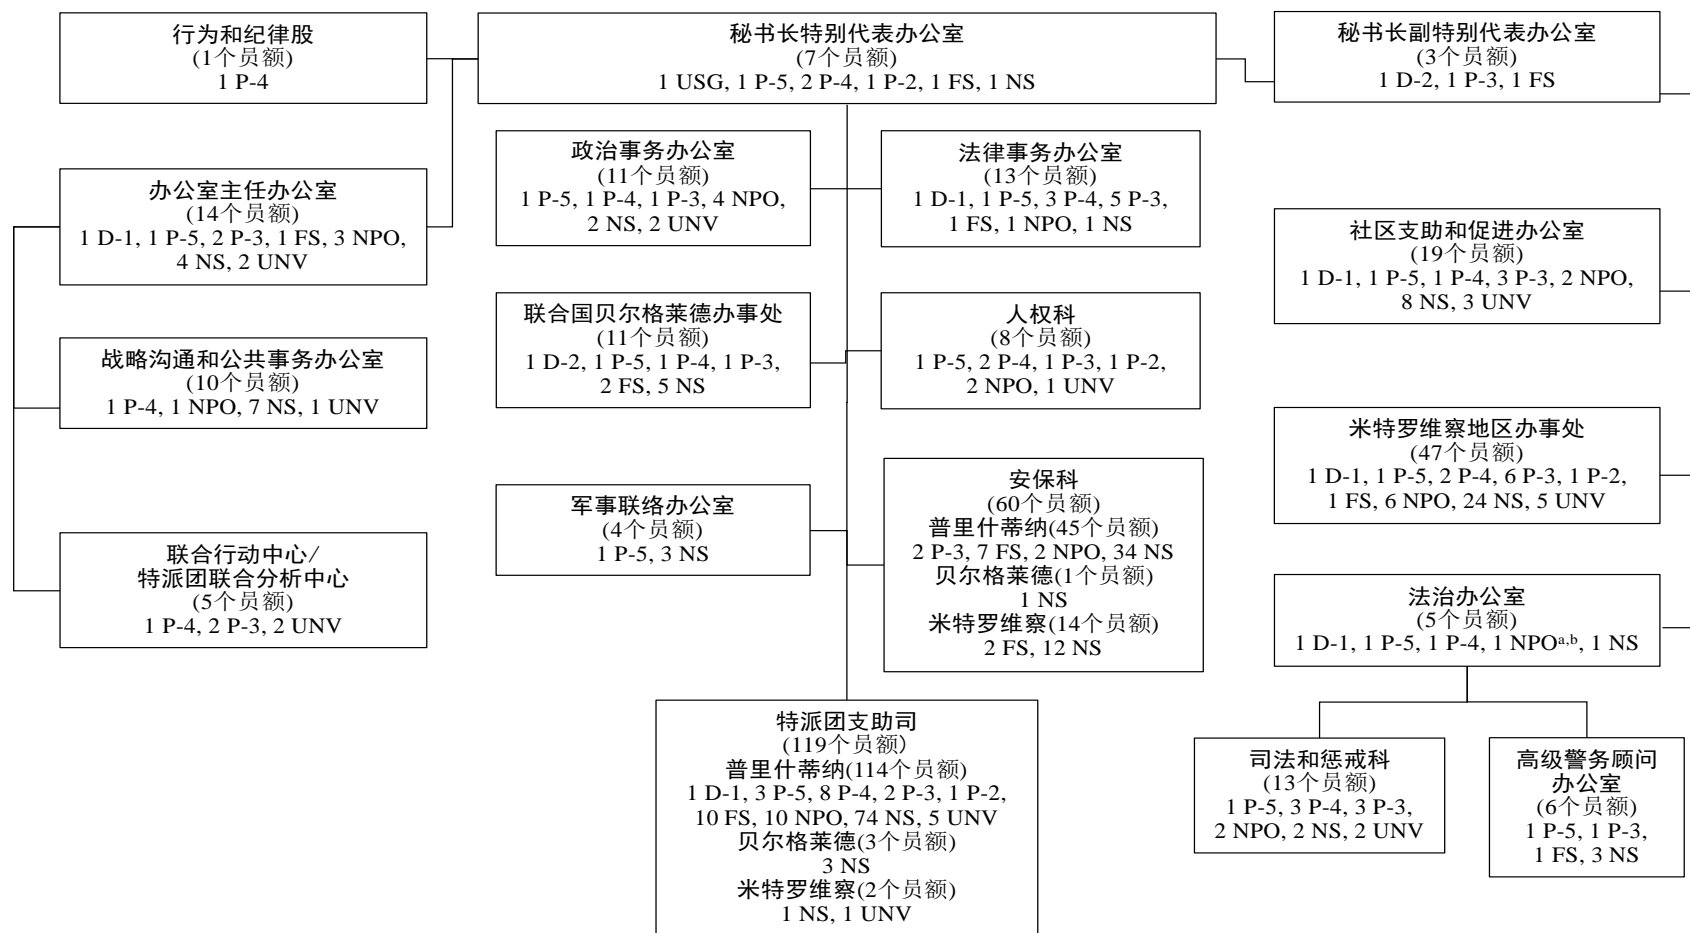 行为和纪律股
(1个员额)
1 P-4
秘书长特别代表办公室
(7个员额)
1 USG, 1 P-5, 2 P-4, 1 P-2, 1 FS, 1 NS
秘书长副特别代表办公室
(3个员额)
1 D-2, 1 P-3, 1 FS
办公室主任办公室
(14个员额)
1 D-1, 1 P-5, 2 P-3, 1 FS, 3 NPO,
4 NS, 2 UNV
政治事务办公室
(11个员额)
1 P-5, 1 P-4, 1 P-3, 4 NPO,
2 NS, 2 UNV
法律事务办公室
(13个员额)
1 D-1, 1 P-5, 3 P-4, 5 P-3,
1 FS, 1 NPO, 1 NS
社区支助和促进办公室
(19个员额)
1 D-1, 1 P-5, 1 P-4, 3 P-3, 2 NPO,
8 NS, 3 UNV
战略沟通和公共事务办公室
(10个员额)
1 P-4, 1 NPO, 7 NS, 1 UNV
联合国贝尔格莱德办事处
(11个员额)
1 D-2, 1 P-5, 1 P-4, 1 P-3,
2 FS, 5 NS
人权科
(8个员额)
1 P-5, 2 P-4, 1 P-3, 1 P-2,
2 NPO, 1 UNV
米特罗维察地区办事处
(47个员额)
1 D-1, 1 P-5, 2 P-4, 6 P-3, 1 P-2,
1 FS, 6 NPO, 24 NS, 5 UNV
联合行动中心/
特派团联合分析中心
(5个员额)
1 P-4, 2 P-3, 2 UNV
军事联络办公室
(4个员额)
1 P-5, 3 NS
安保科
(60个员额)
普里什蒂纳(45个员额)
2 P-3, 7 FS, 2 NPO, 34 NS
贝尔格莱德(1个员额)
1 NS
米特罗维察(14个员额)
2 FS, 12 NS
法治办公室
(5个员额)
1 D-1, 1 P-5, 1 P-4, 1 NPOa,b, 1 NS
特派团支助司
(119个员额)
普里什蒂纳(114个员额)
1 D-1, 3 P-5, 8 P-4, 2 P-3, 1 P-2,
10 FS, 10 NPO, 74 NS, 5 UNV
贝尔格莱德(3个员额)
3 NS
米特罗维察(2个员额)
1 NS, 1 UNV
司法和惩戒科
(13个员额)
1 P-5, 3 P-4, 3 P-3,
2 NPO, 2 NS, 2 UNV
高级警务顾问
办公室
(6个员额)
1 P-5, 1 P-3,
1 FS, 3 NS